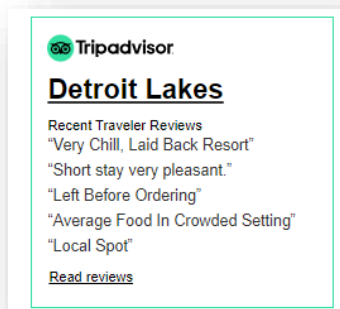 Tripadvisor
Detroit Lakes
Recent Traveler Reviews
“Very Chill, Laid Back Resort”
“Short stay very pleasant.”
“Left Before Ordering”
“Average Food In Crowded Setting”
“Local Spot”
Read reviews